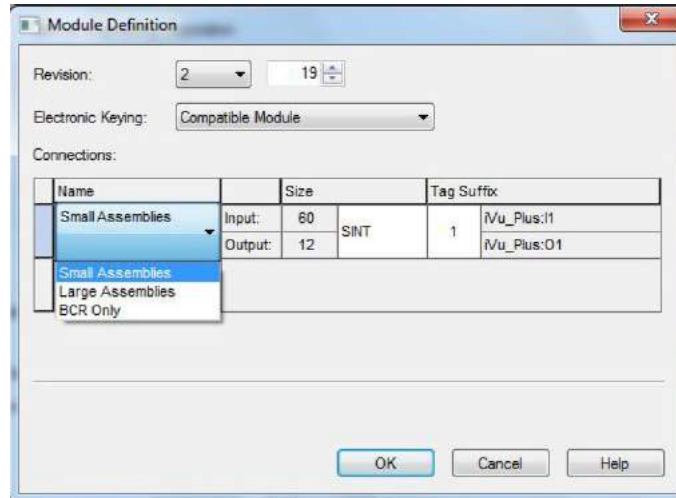 Module Definition
Revision: 2 19
Electronic Keying: Compatible Module
Connections:
Name Size Tag Suffix
Small Assemblies Input: 60 SINT 1 iVu_Plus:I1
Output: 12 iVu_Plus:O1
Small Assemblies
Large Assemblies
BCR Only
OK Cancel Help